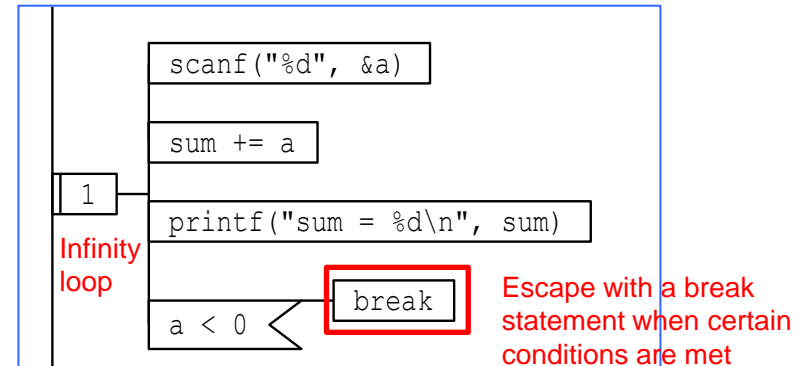 scanf("%d", &a)
sum += a
1
printf("sum = %d\n", sum)
Infinity
loop
a < 0
break
Escape with a break
statement when certain
conditions are met